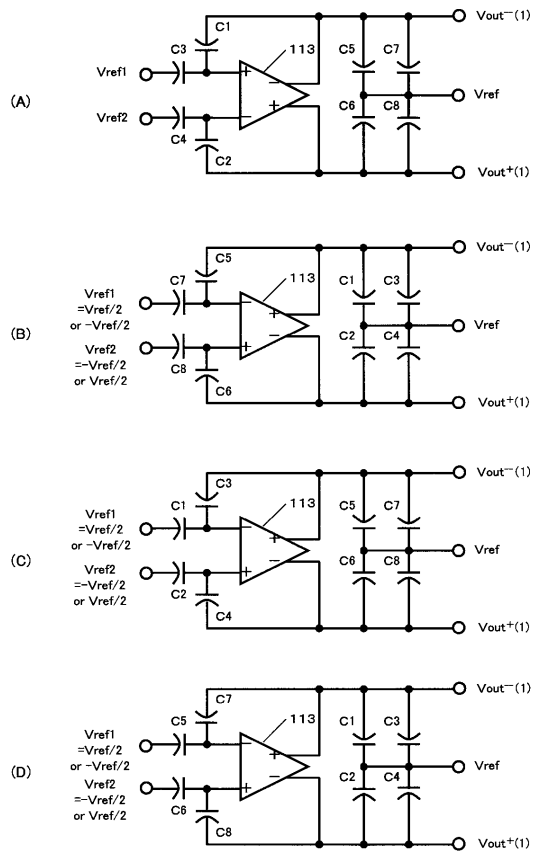 (A)
C1
C3
Vref1
Vref2
C4
C2
113
+
−
−
+
C5
C7
C6
C8
Vout−(1)
Vref
Vout+(1)
(B)
C5
C7
Vref1
=Vref/2
or -Vref/2
Vref2
=-Vref/2
or Vref/2
C8
C6
113
−
+
+
−
C1
C3
C2
C4
Vout−(1)
Vref
Vout+(1)
(C)
C3
C1
Vref1
=Vref/2
or -Vref/2
Vref2
=-Vref/2
or Vref/2
C2
C4
113
−
+
+
−
C5
C7
C6
C8
Vout−(1)
Vref
Vout+(1)
(D)
C7
C5
Vref1
=Vref/2
or -Vref/2
Vref2
=-Vref/2
or Vref/2
C6
C8
113
−
+
+
−
C1
C3
C2
C4
Vout−(1)
Vref
Vout+(1)